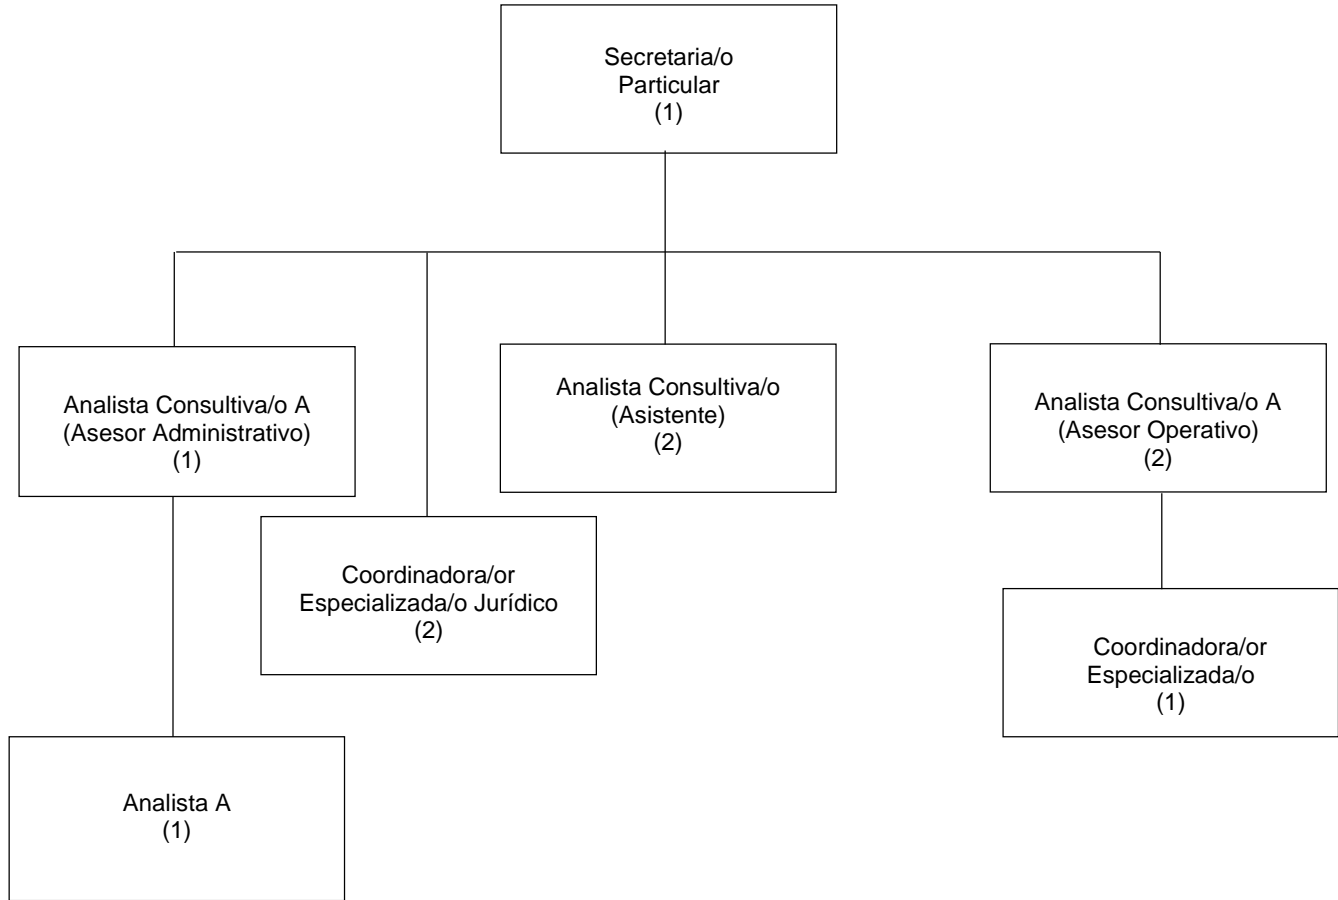 Secretaria/o
Particular
(1)
Analista Consultiva/o A
(Asesor Administrativo)
(1)
Analista Consultiva/o
(Asistente)
(2)
Analista Consultiva/o A
(Asesor Operativo)
(2)
Coordinadora/or
Especializada/o Jurídico
(2)
Coordinadora/or
Especializada/o
(1)
Analista A
(1)